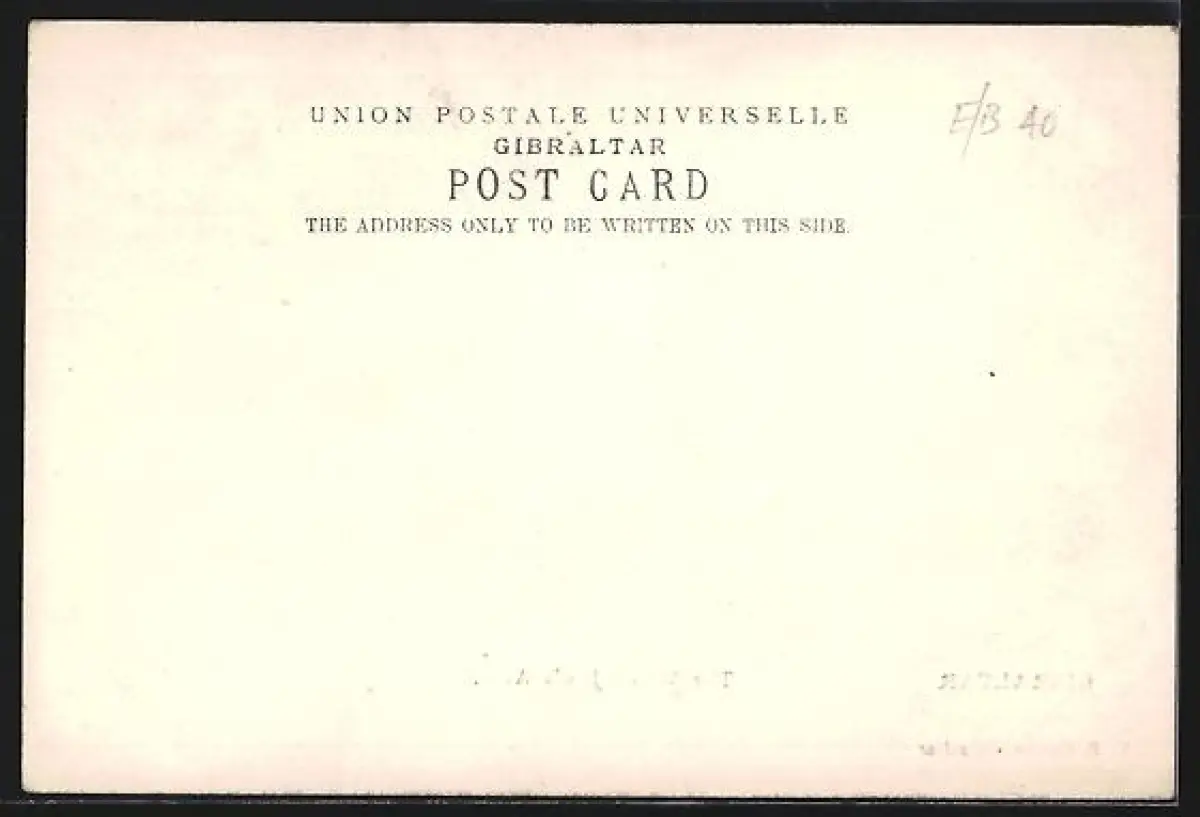 UNION POSTALE UNIVERSELLE
E/B 40
GIBRALTAR
POST CARD
THE ADDRESS ONLY TO BE WRITTEN ON THIS SIDE.